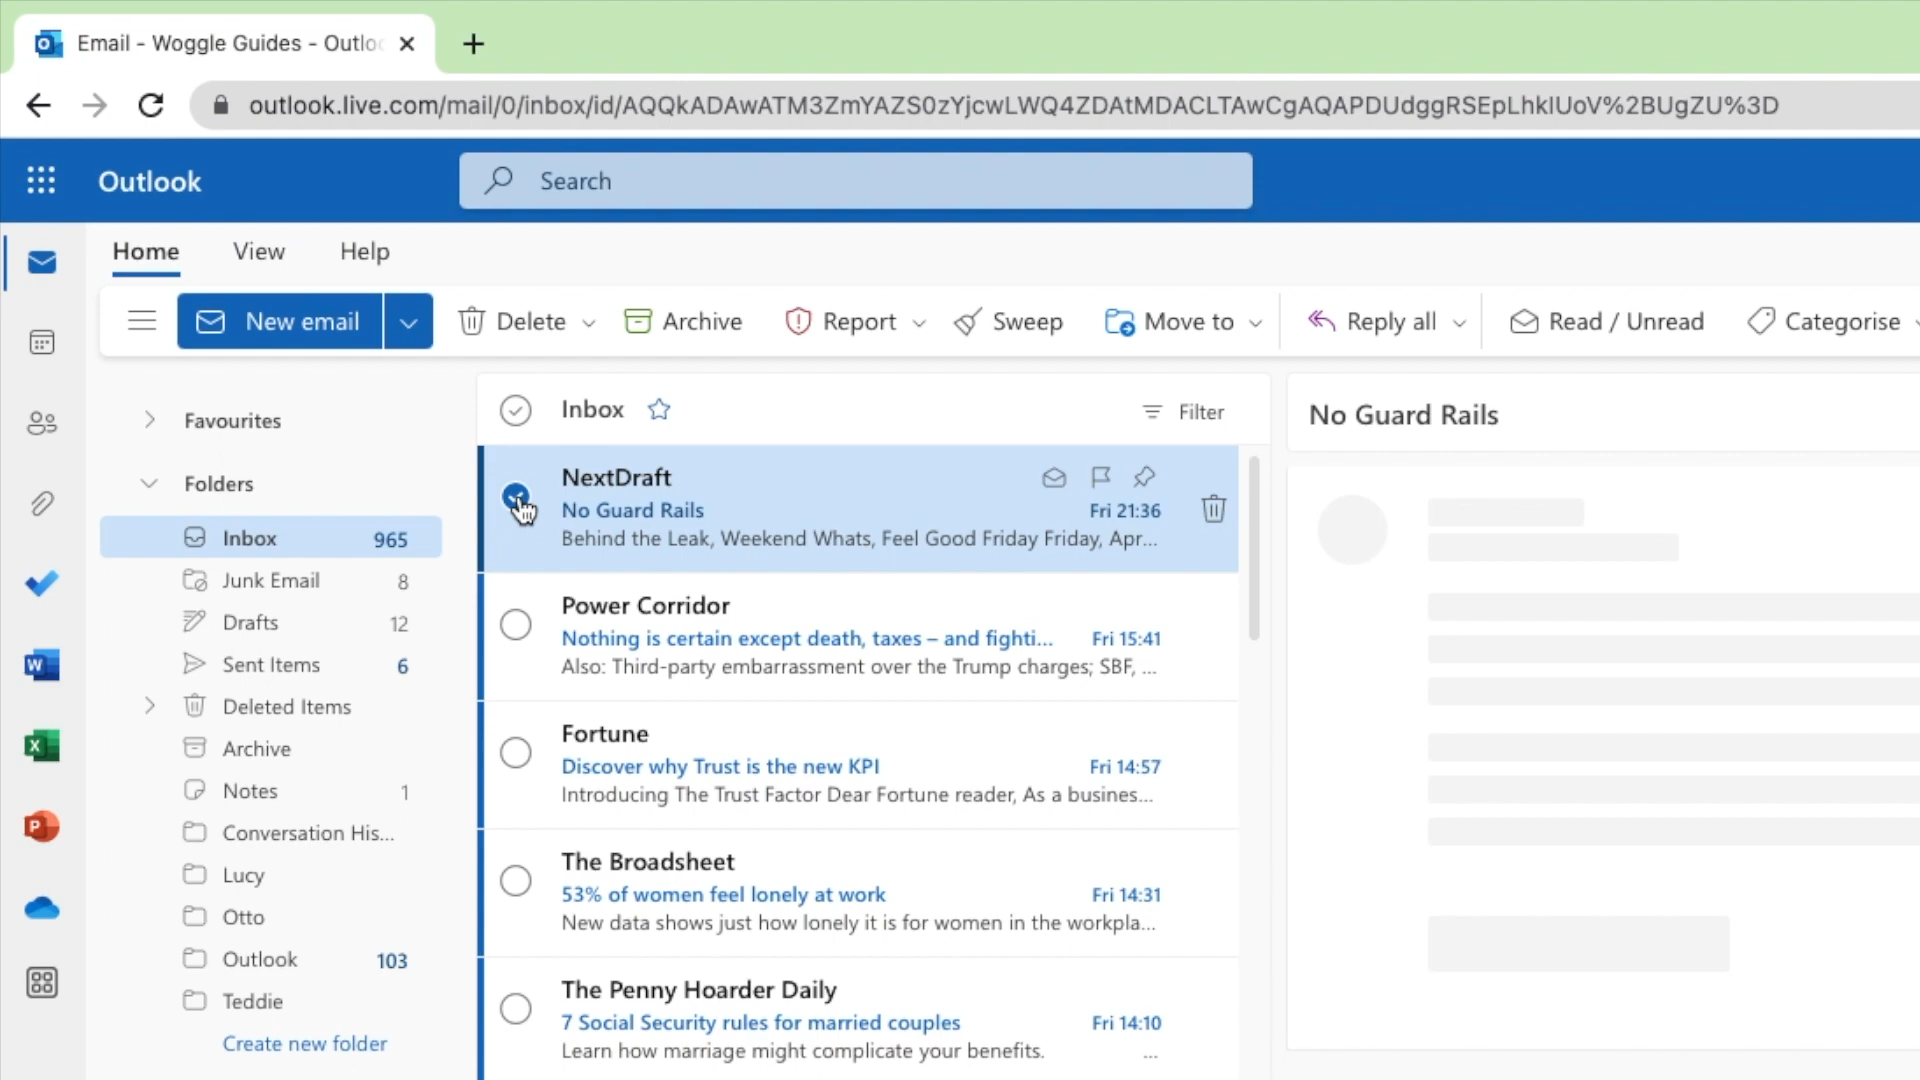 Email - Woggle Guides - Outlo
outlook.live.com/mail/0/inbox/id/AQQkADAwATM3ZmYAZS0zYjcwLWQ4ZDAtMDACLTAwCgAQAPDUdggRSEpLhklUoV%2BUgZU%3D
Outlook
Search
Home View Help
New email Delete Archive Report Sweep Move to Reply all Read / Unread Categorise
Favourites
Folders
Inbox 965
Junk Email 8
Drafts 12
Sent Items 6
Deleted Items
Archive
Notes 1
Conversation His...
Lucy
Otto
Outlook 103
Teddie
Create new folder
Inbox Filter
NextDraft
No Guard Rails Fri 21:36
Behind the Leak, Weekend Whats, Feel Good Friday Friday, Apr...
Power Corridor
Nothing is certain except death, taxes – and fighti... Fri 15:41
Also: Third-party embarrassment over the Trump charges; SBF, ...
Fortune
Discover why Trust is the new KPI Fri 14:57
Introducing The Trust Factor Dear Fortune reader, As a busines...
The Broadsheet
53% of women feel lonely at work Fri 14:31
New data shows just how lonely it is for women in the workpla...
The Penny Hoarder Daily
7 Social Security rules for married couples Fri 14:10
Learn how marriage might complicate your benefits. ...
No Guard Rails
W
X
P